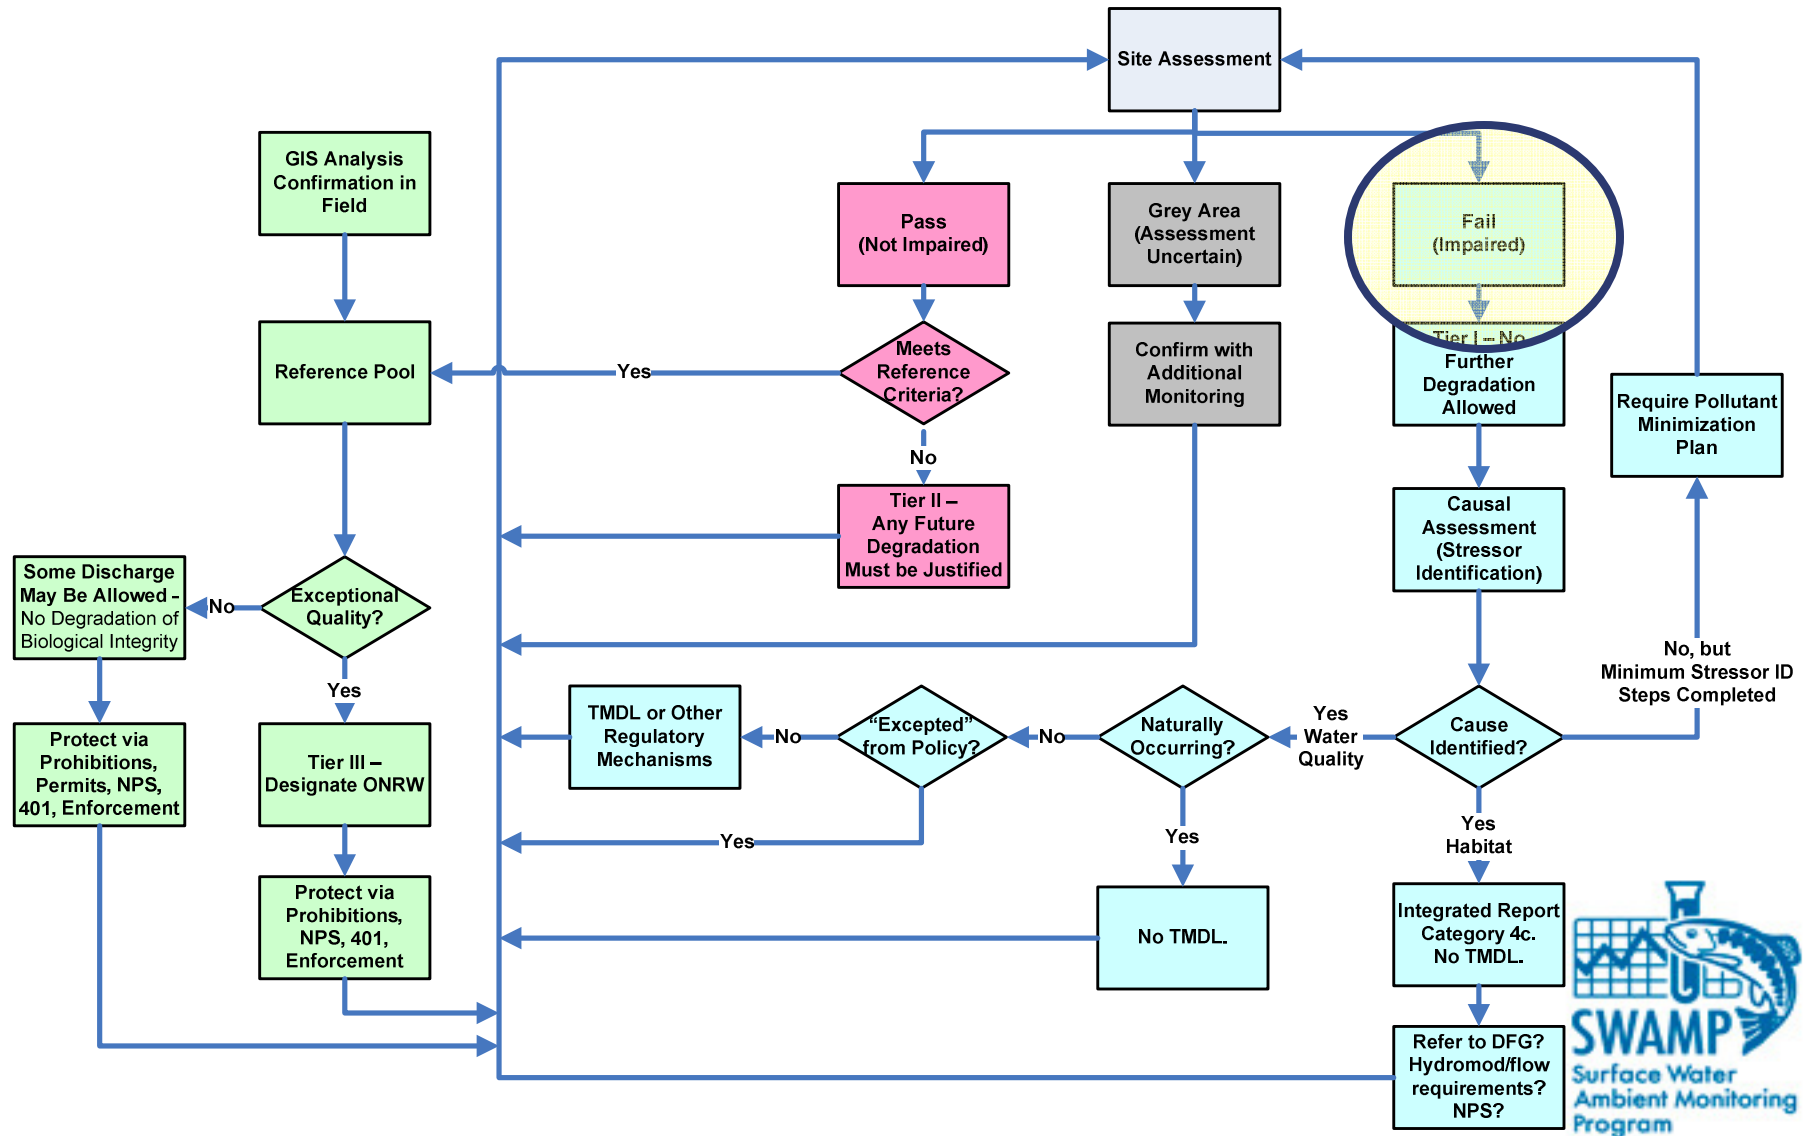 Site Assessment
GIS Analysis
Confirmation in
Field
Pass
(Not Impaired)
Grey Area
(Assessment
Uncertain)
Fail
(Impaired)
Reference Pool
Yes
Meets
Reference
Criteria?
Confirm with
Additional
Monitoring
Tier I – No
Further
Degradation
Allowed
Require Pollutant
Minimization
Plan
No
Tier II –
Any Future
Degradation
Must be Justified
Causal
Assessment
(Stressor
Identification)
Some Discharge
May Be Allowed -
No Degradation of
Biological Integrity
No
Exceptional
Quality?
Yes
No, but
Minimum Stressor ID
Steps Completed
Protect via
Prohibitions,
Permits, NPS,
401, Enforcement
Tier III –
Designate ONRW
TMDL or Other
Regulatory
Mechanisms
No
“Excepted”
from Policy?
No
Naturally
Occurring?
Yes
Water
Quality
Cause
Identified?
Yes
Yes
Yes
Habitat
Protect via
Prohibitions,
NPS, 401,
Enforcement
No TMDL.
Integrated Report
Category 4c.
No TMDL.
Refer to DFG?
Hydromod/flow
requirements?
NPS?
SWAMP
Surface Water
Ambient Monitoring
Program